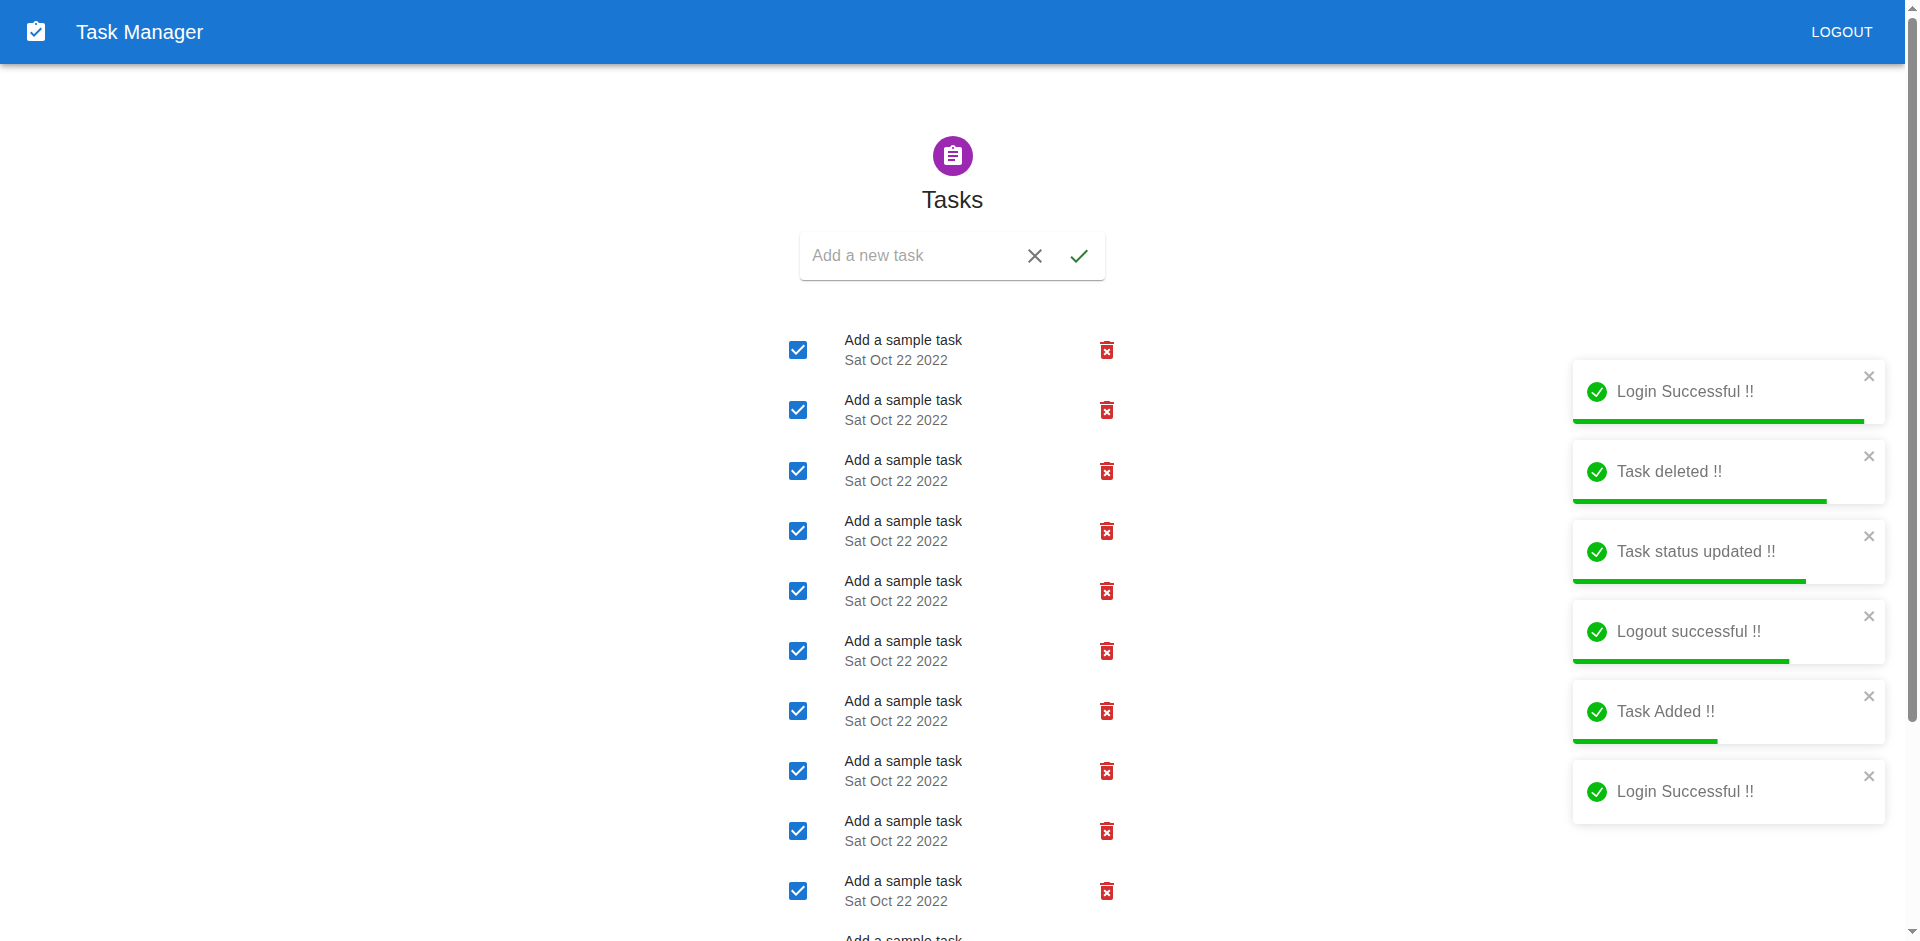 Task Manager
LOGOUT
Tasks
Add a new task
Add a sample task
Sat Oct 22 2022
Add a sample task
Sat Oct 22 2022
Add a sample task
Sat Oct 22 2022
Add a sample task
Sat Oct 22 2022
Add a sample task
Sat Oct 22 2022
Add a sample task
Sat Oct 22 2022
Add a sample task
Sat Oct 22 2022
Add a sample task
Sat Oct 22 2022
Add a sample task
Sat Oct 22 2022
Add a sample task
Sat Oct 22 2022
Add a sample task
Login Successful !!
Task deleted !!
Task status updated !!
Logout successful !!
Task Added !!
Login Successful !!